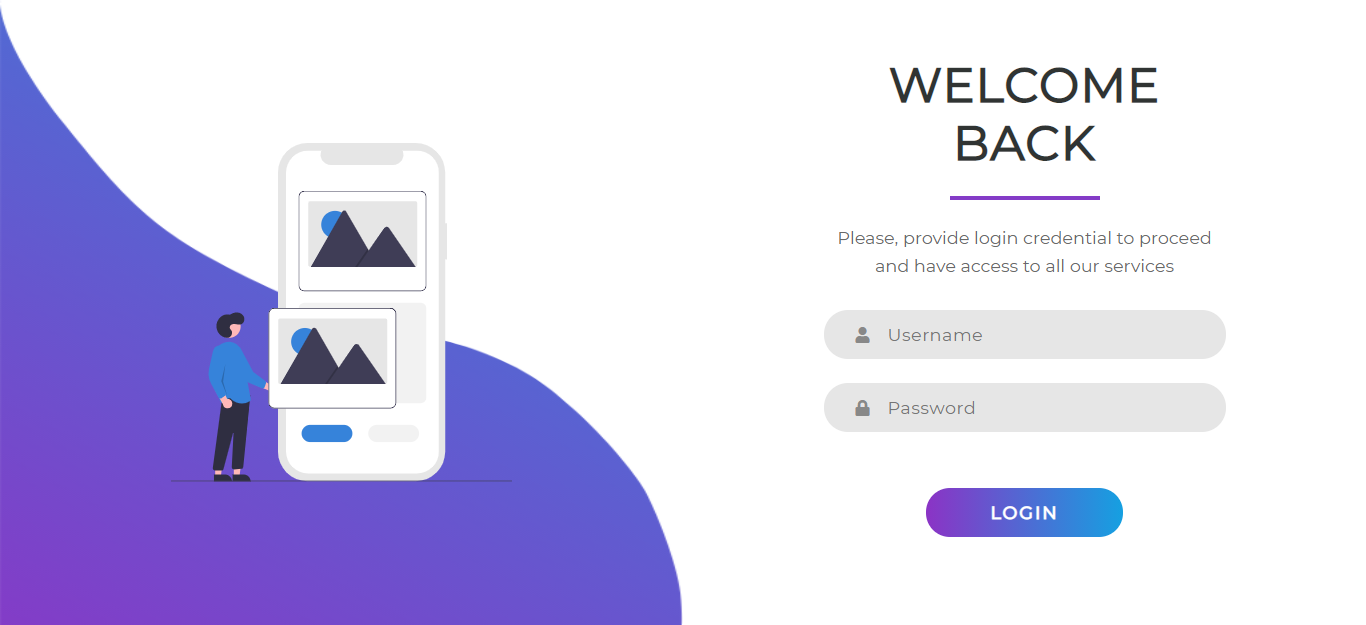 WELCOME
BACK
Please, provide login credential to proceed
and have access to all our services
Username
Password
LOGIN